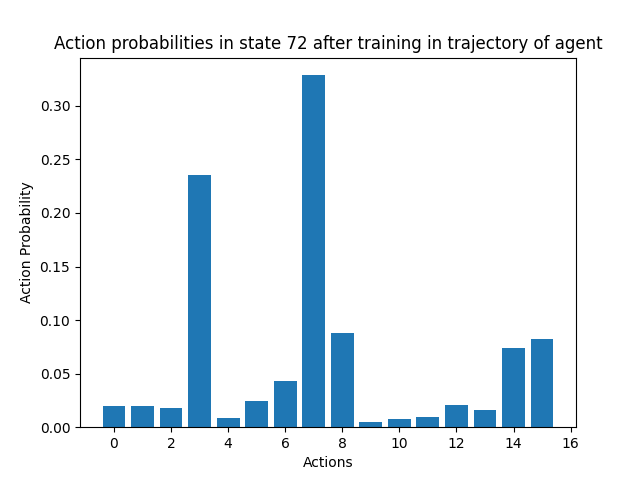 Action probabilities in state 72 after training in trajectory of agent
0.30
0.25
0.20
0.15
0.10
0.05
0.00
Action Probability
0 2 4 6 8 10 12 14 16
Actions